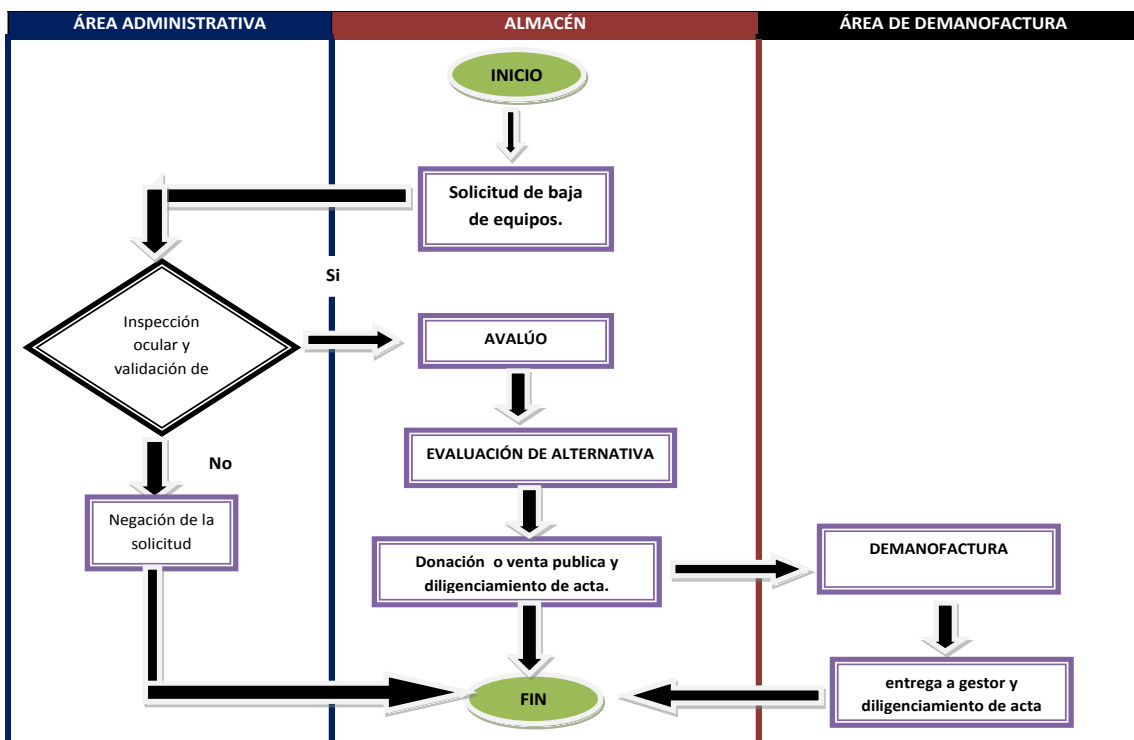 ÁREA ADMINISTRATIVA
ALMACÉN
ÁREA DE DEMANOFACTURA
INICIO
Solicitud de baja
de equipos.
Si
Inspección
ocular y
validación de
AVALÚO
EVALUACIÓN DE ALTERNATIVA
No
Negación de la
solicitud
Donación o venta publica y
diligenciamiento de acta.
DEMANOFACTURA
entrega a gestor y
diligenciamiento de acta
FIN